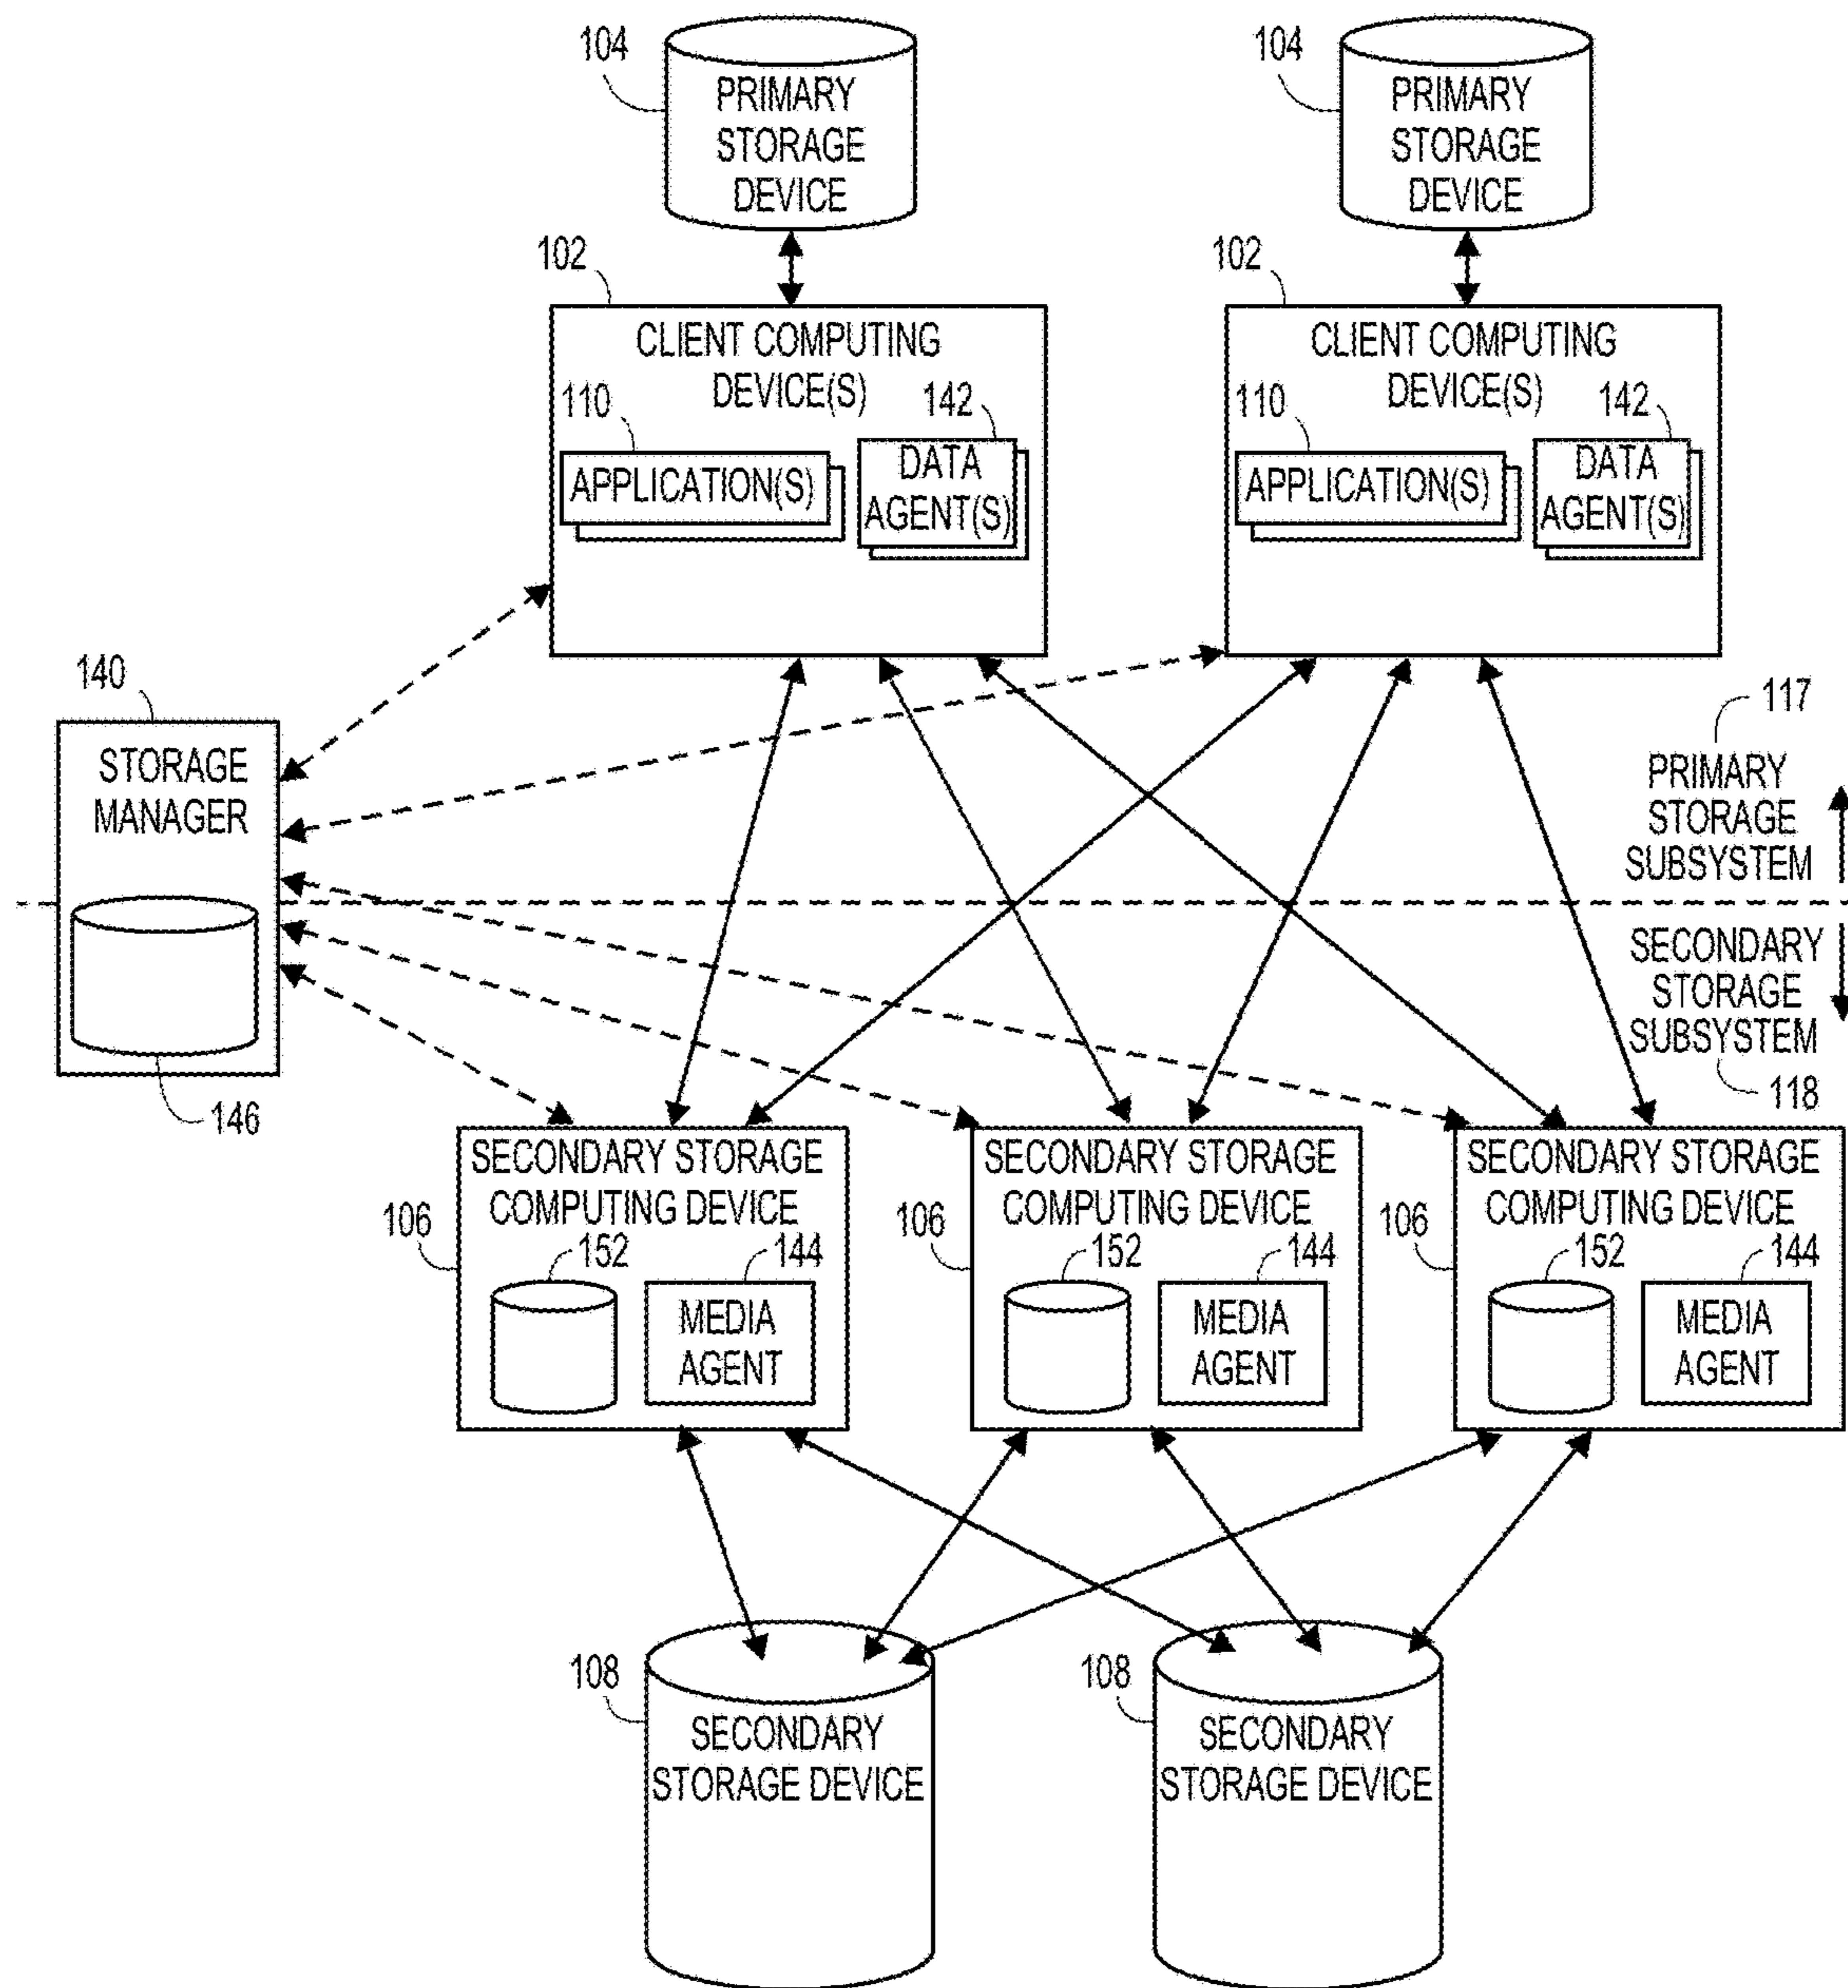 104
PRIMARY
STORAGE
DEVICE
104
PRIMARY
STORAGE
DEVICE
102
CLIENT COMPUTING
DEVICE(S)
110
142
APPLICATION(S)
DATA
AGENT(S)
102
CLIENT COMPUTING
DEVICE(S)
110
142
APPLICATION(S)
DATA
AGENT(S)
140
STORAGE
MANAGER
146
117
PRIMARY
STORAGE
SUBSYSTEM
SECONDARY
STORAGE
SUBSYSTEM
118
SECONDARY STORAGE
COMPUTING DEVICE
106
152
144
MEDIA
AGENT
SECONDARY STORAGE
COMPUTING DEVICE
106
152
144
MEDIA
AGENT
SECONDARY STORAGE
COMPUTING DEVICE
106
152
144
MEDIA
AGENT
108
SECONDARY
STORAGE DEVICE
108
SECONDARY
STORAGE DEVICE